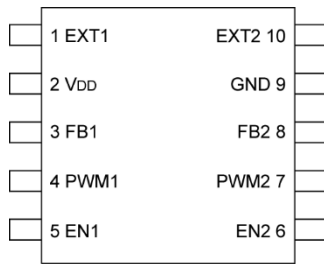 1 EXT1 EXT2 10
2 VDD GND 9
3 FB1 FB2 8
4 PWM1 PWM2 7
5 EN1 EN2 6